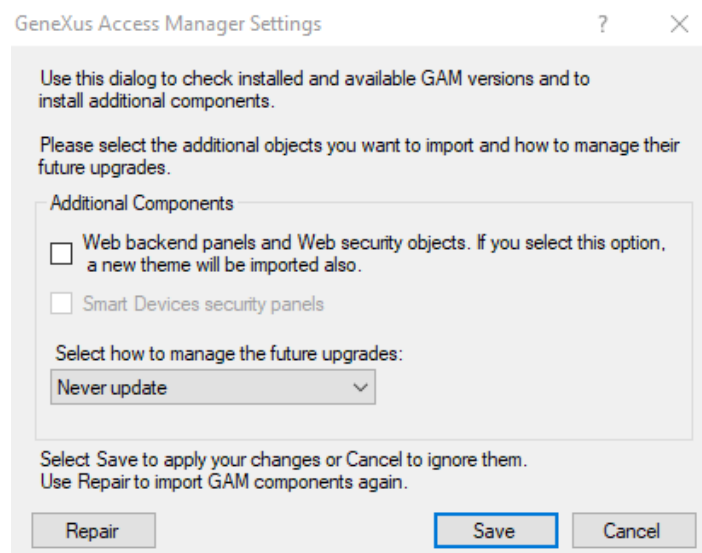 GeneXus Access Manager Settings
?
Use this dialog to check installed and available GAM versions and to
install additional components.
Please select the additional objects you want to import and how to manage their
future upgrades.
Additional Components
Web backend panels and Web security objects. If you select this option,
a new theme will be imported also.
Smart Devices security panels
Select how to manage the future upgrades:
Never update
Select Save to apply your changes or Cancel to ignore them.
Use Repair to import GAM components again.
Repair
Save
Cancel